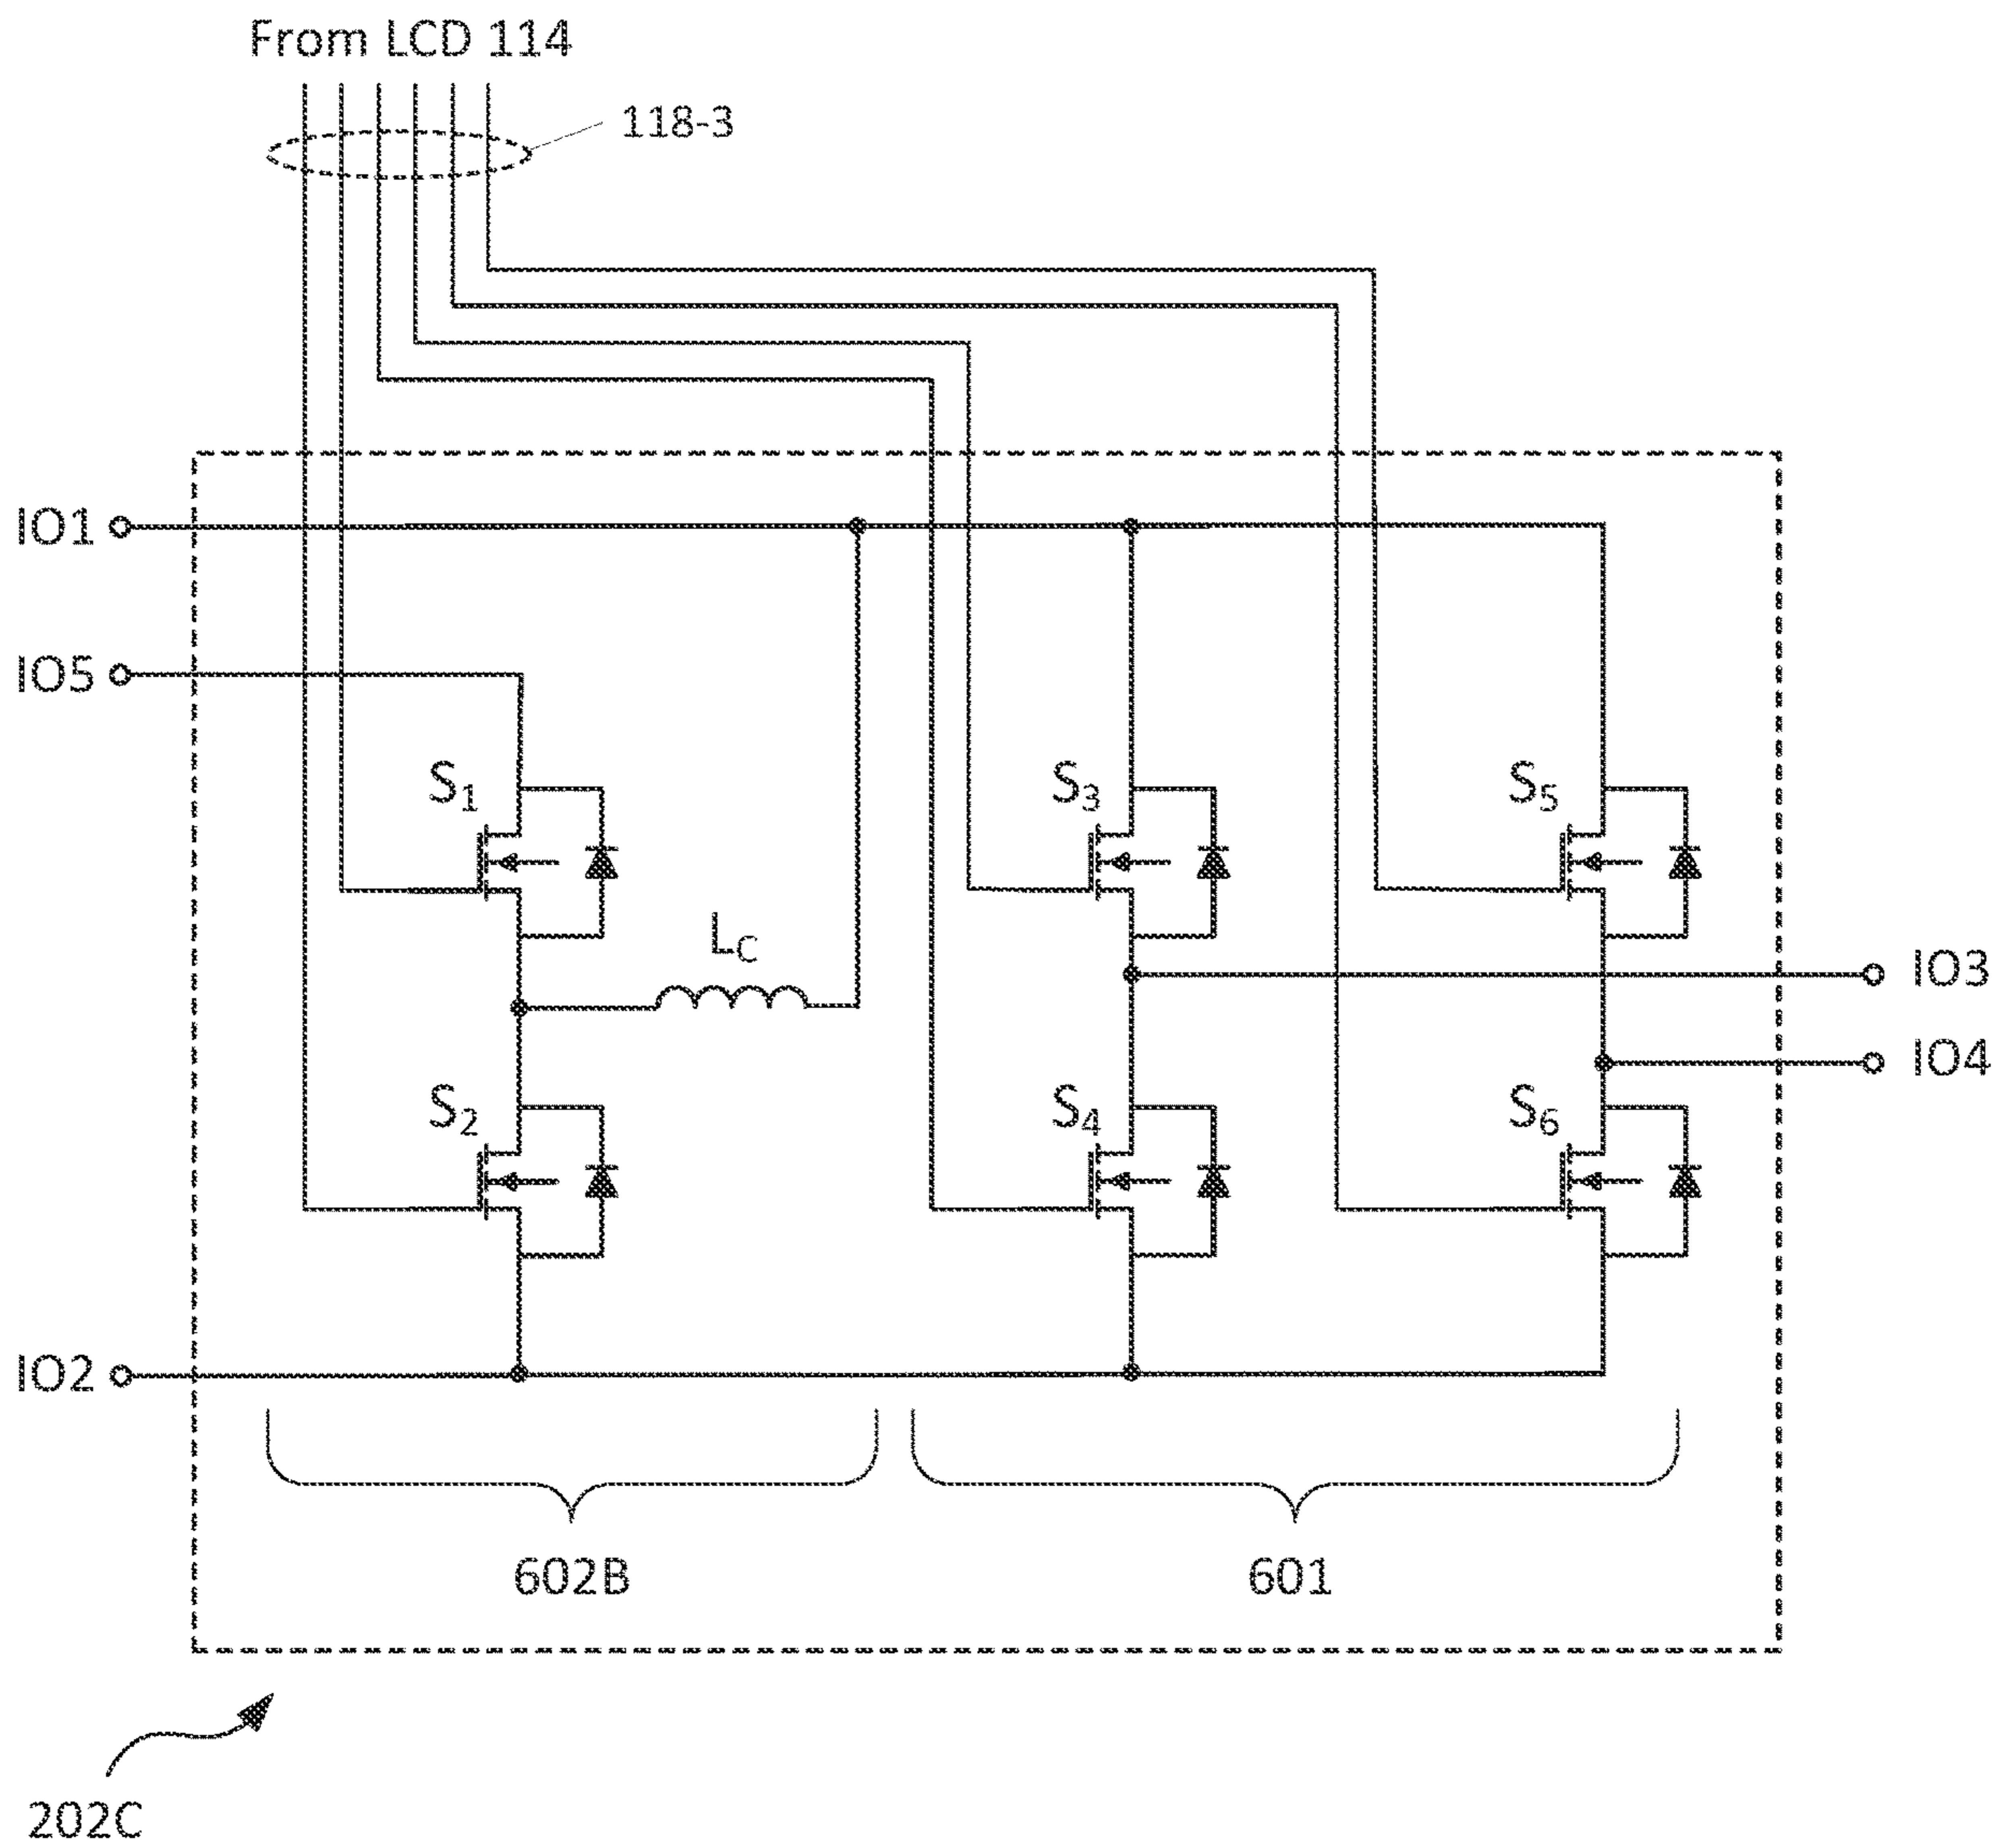 From LCD 114
118-3
IO1
IO5
S1
S3
S5
LC
IO3
IO4
S2
S4
S6
IO2
602B
601
202C